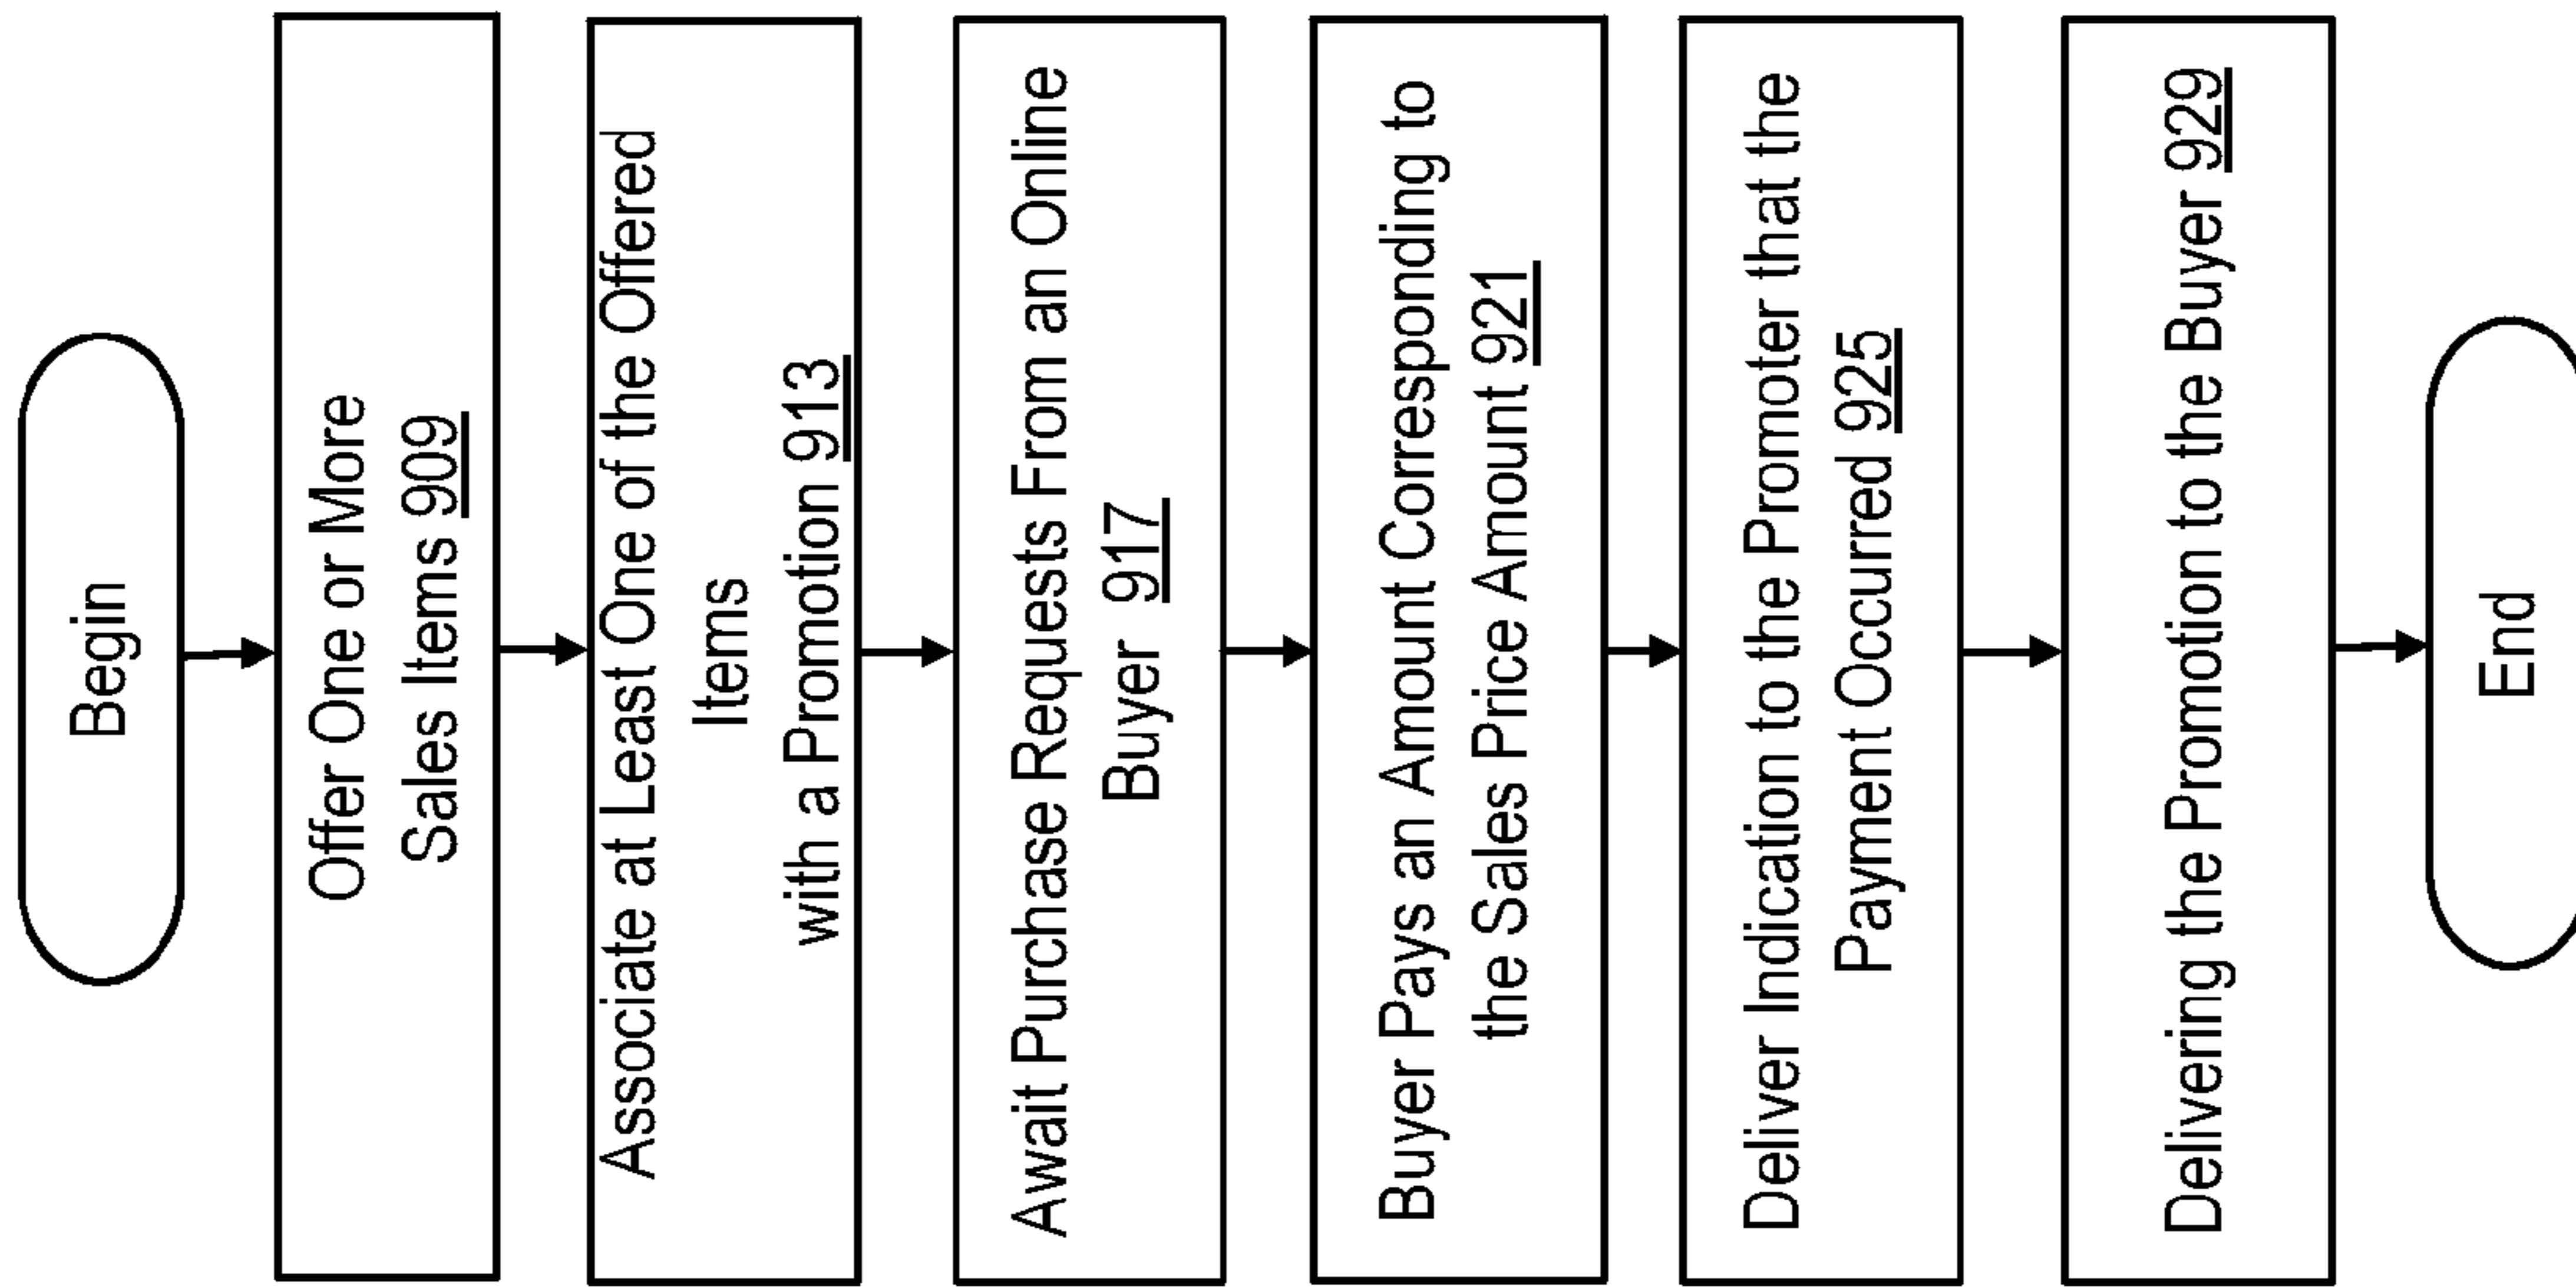 Begin
Offer One or More
Sales Items 909
Associate at Least One of the Offered
Items
with a Promotion 913
Await Purchase Requests From an Online
Buyer 917
Buyer Pays an Amount Corresponding to
the Sales Price Amount 921
Deliver Indication to the Promoter that the
Payment Occurred 925
Delivering the Promotion to the Buyer 929
End